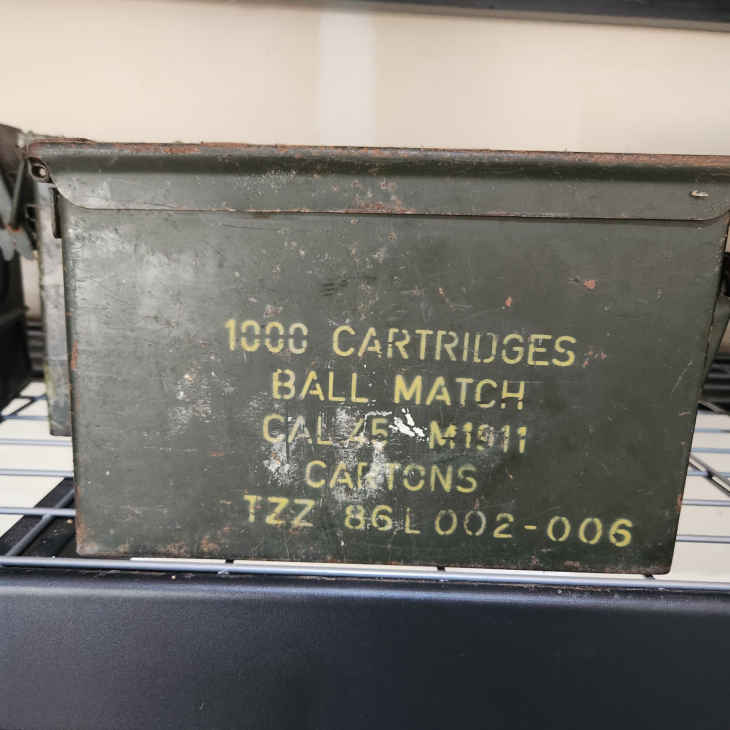 1000 CARTRIDGES
BALL MATCH
CAL 45 M1911
CARTONS
TZZ 86L002-006